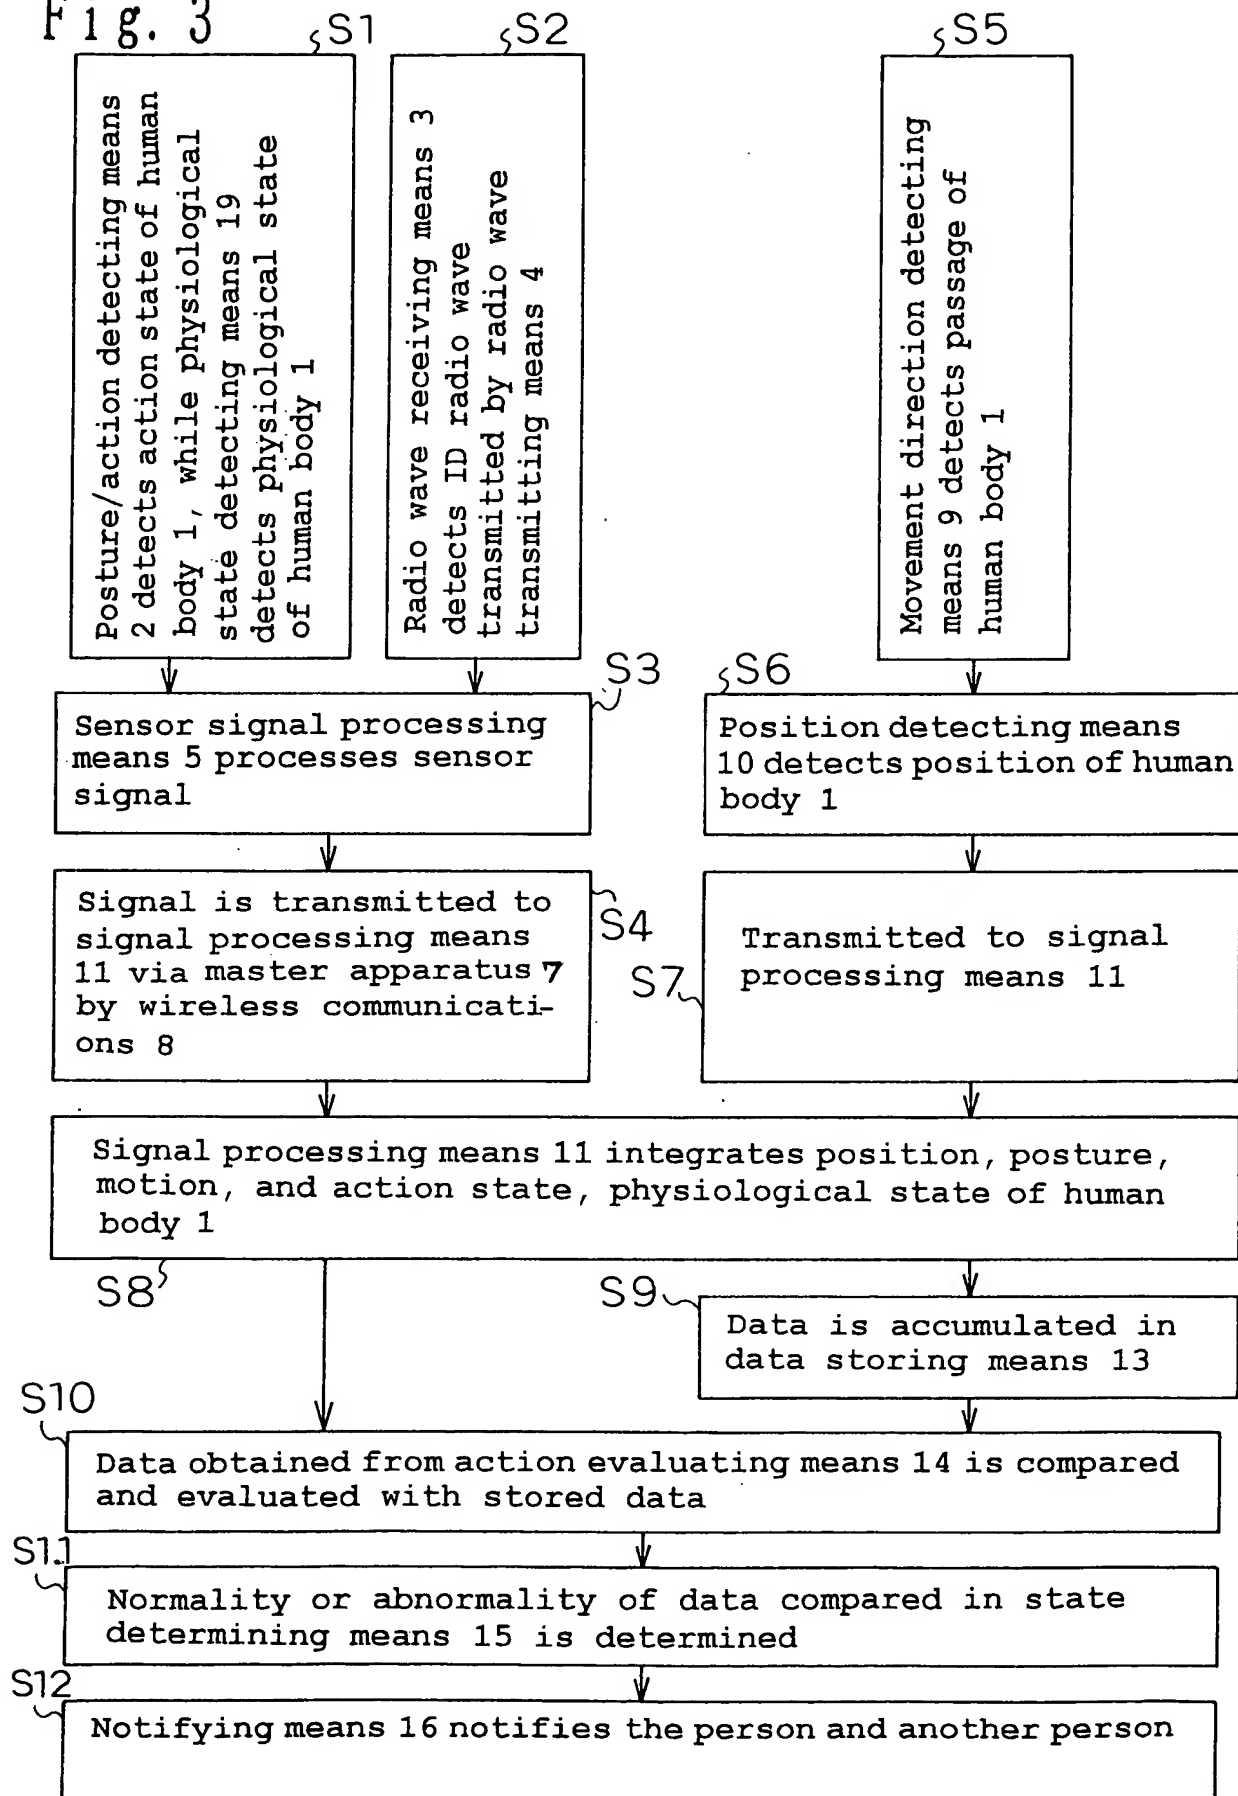 Fig. 3
S1
Posture/action detecting means
2 detects action state of human
body 1, while physiological
state detecting means 19
detects physiological state
of human body 1
S2
Radio wave receiving means 3
detects ID radio wave
transmitted by radio wave
transmitting means 4
S5
Movement direction detecting
means 9 detects passage of
human body 1
S3
Sensor signal processing
means 5 processes sensor
signal
S6
Position detecting means
10 detects position of human
body 1
S4
Signal is transmitted to
signal processing means
11 via master apparatus 7
by wireless communicati-
ons 8
S7
Transmitted to signal
processing means 11
Signal processing means 11 integrates position, posture,
motion, and action state, physiological state of human
body 1
S8
S9
Data is accumulated in
data storing means 13
S10
Data obtained from action evaluating means 14 is compared
and evaluated with stored data
S11
Normality or abnormality of data compared in state
determining means 15 is determined
S12
Notifying means 16 notifies the person and another person